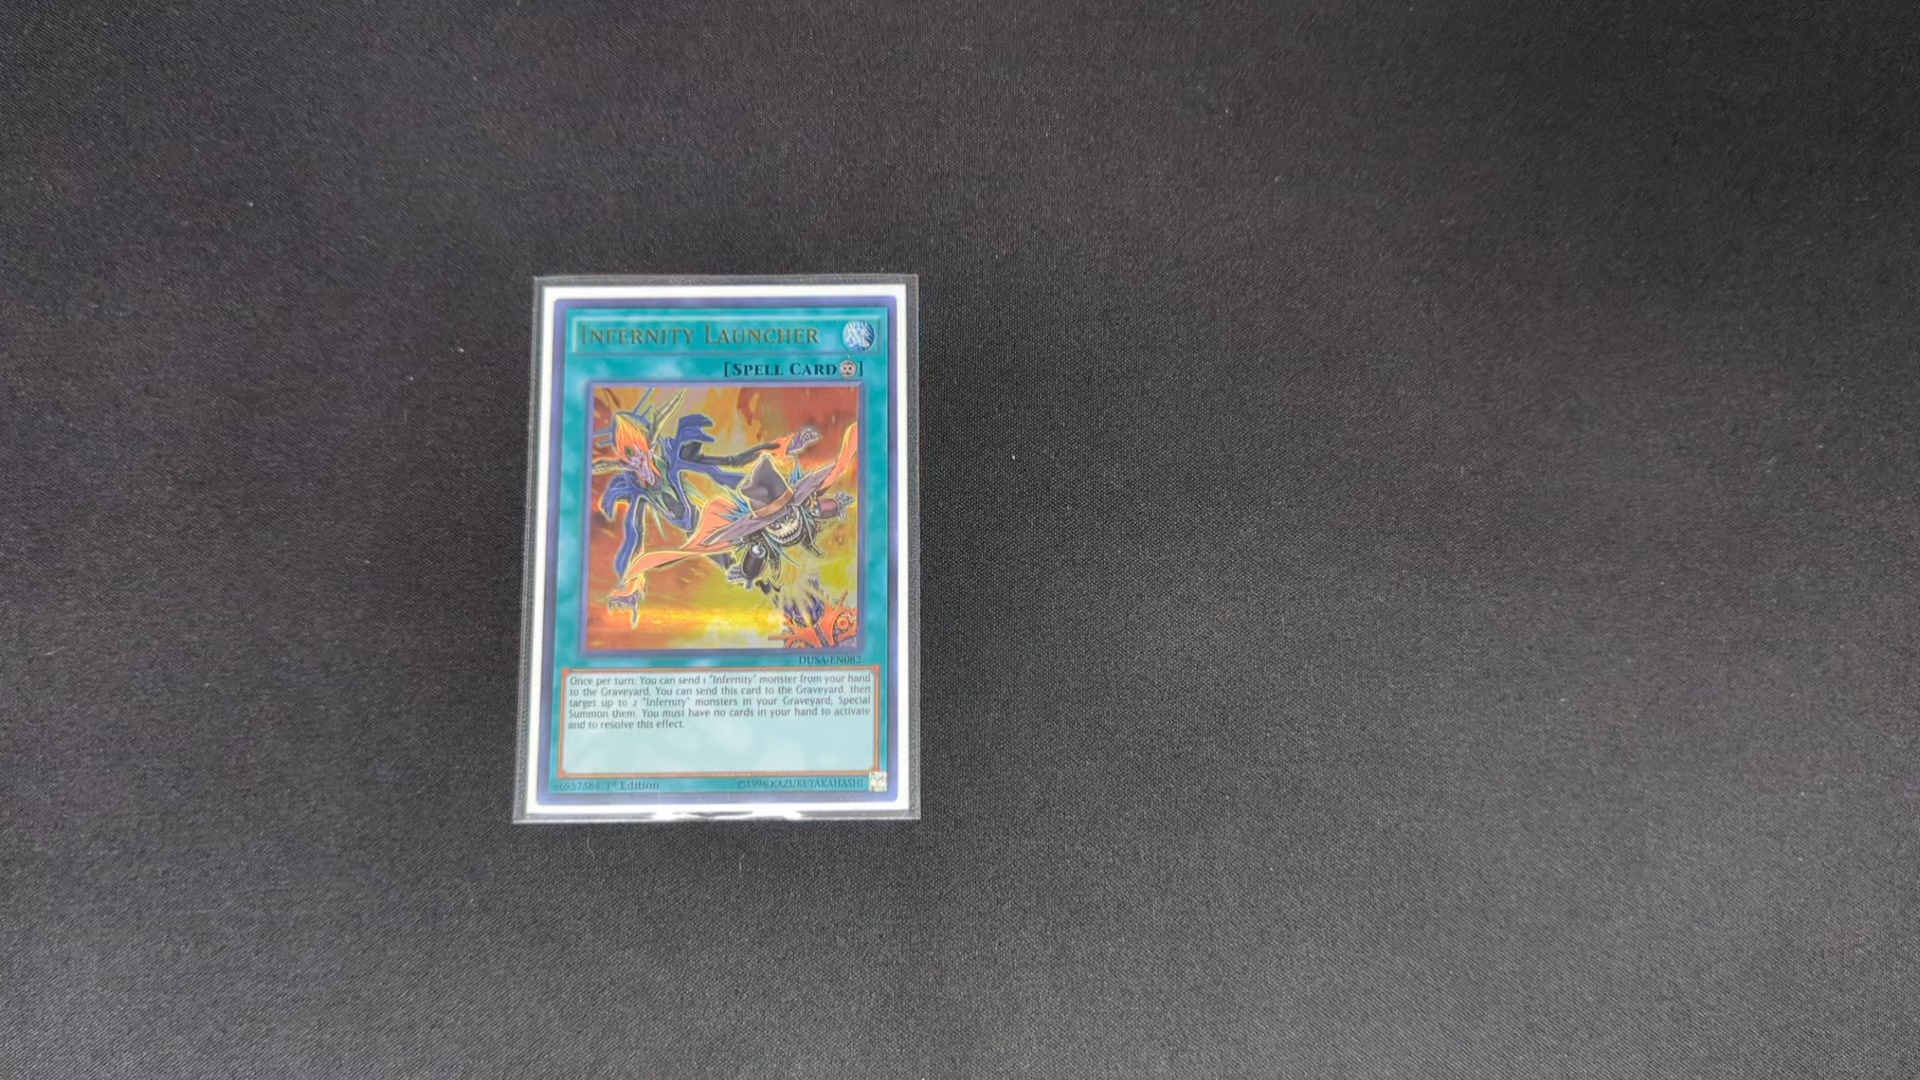 INFERNITY LAUNCHER
[SPELL CARD]
DUSA-EN082
Once per turn: You can send 1 "Infernity" monster from your hand
to the Graveyard. You can send this card to the Graveyard, then
target up to 2 "Infernity" monsters in your Graveyard; Special
Summon them. You must have no cards in your hand to activate
and to resolve this effect.
66957584 1st Edition
©1996 KAZUKI TAKAHASHI